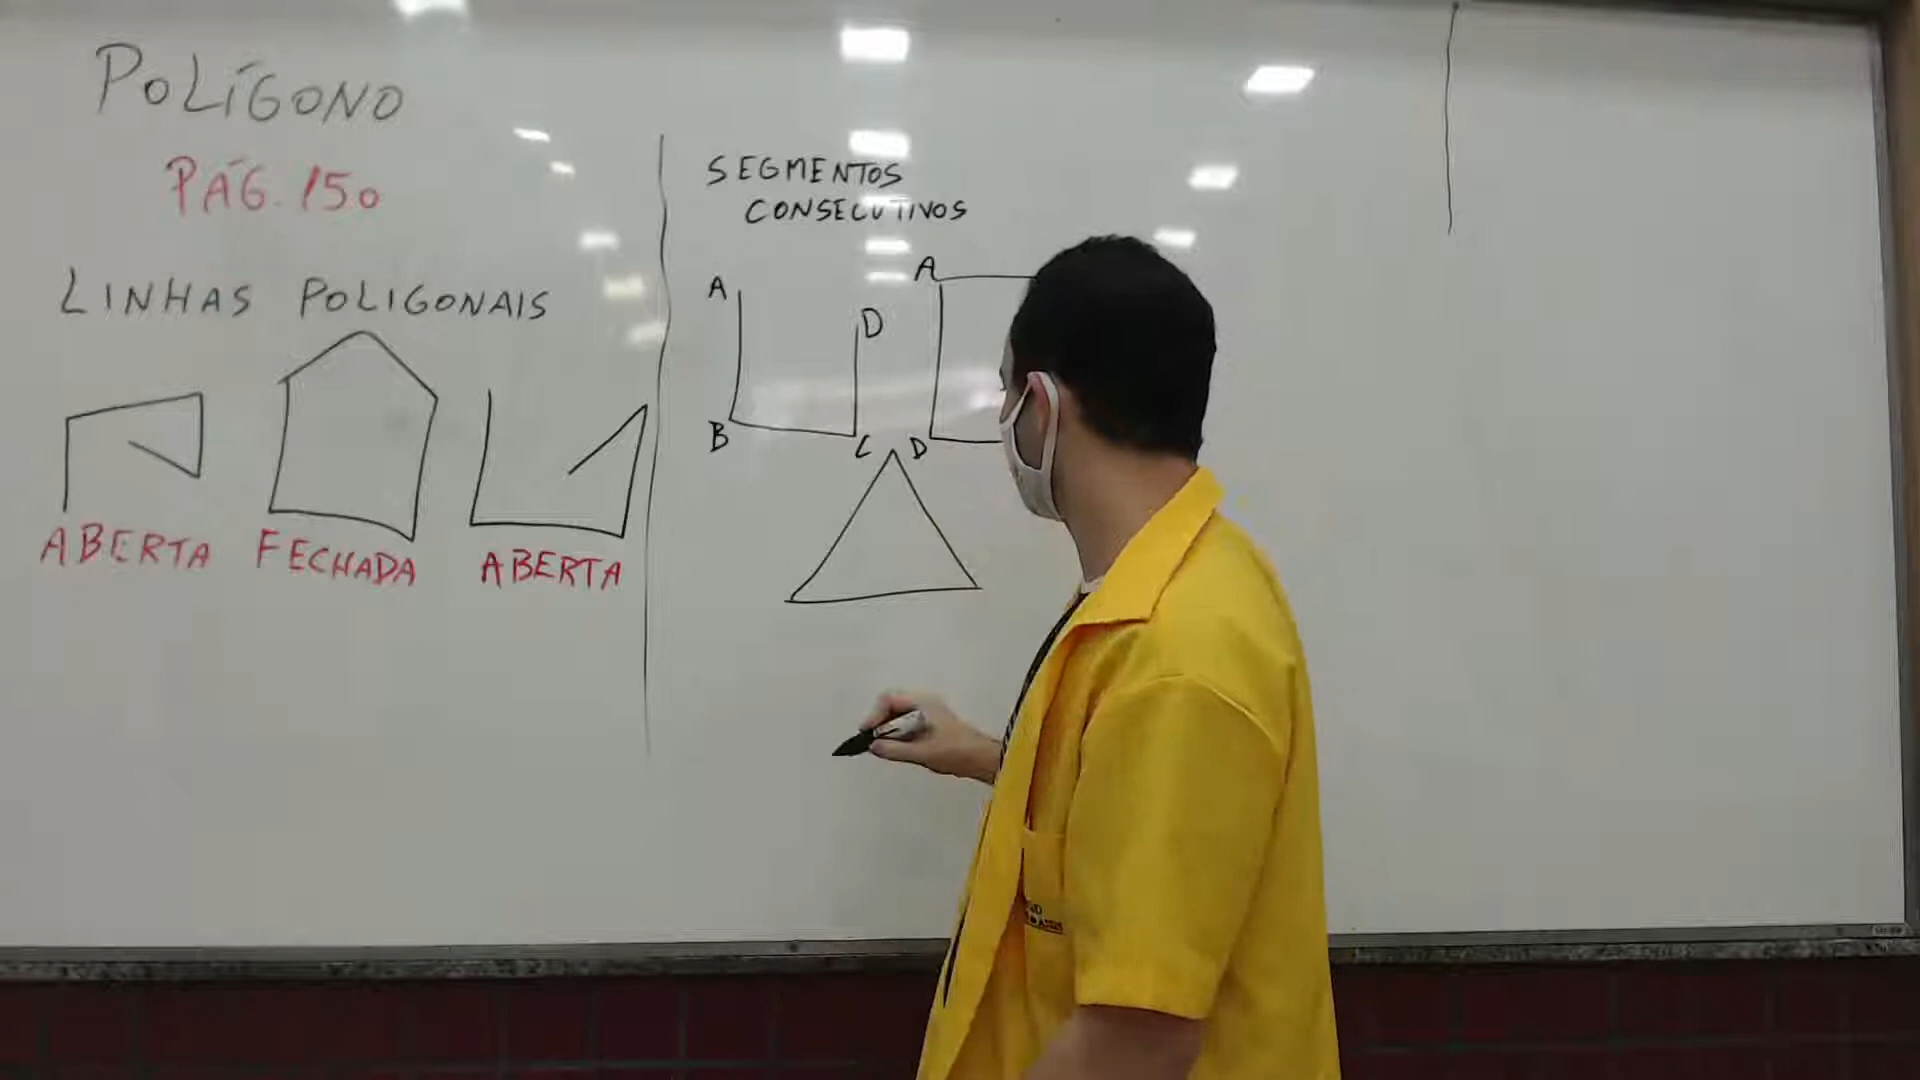 POLÍGONO
PÁG. 150
LINHAS POLIGONAIS
ABERTA FECHADA ABERTA
SEGMENTOS
CONSECUTIVOS
A D A
B C D